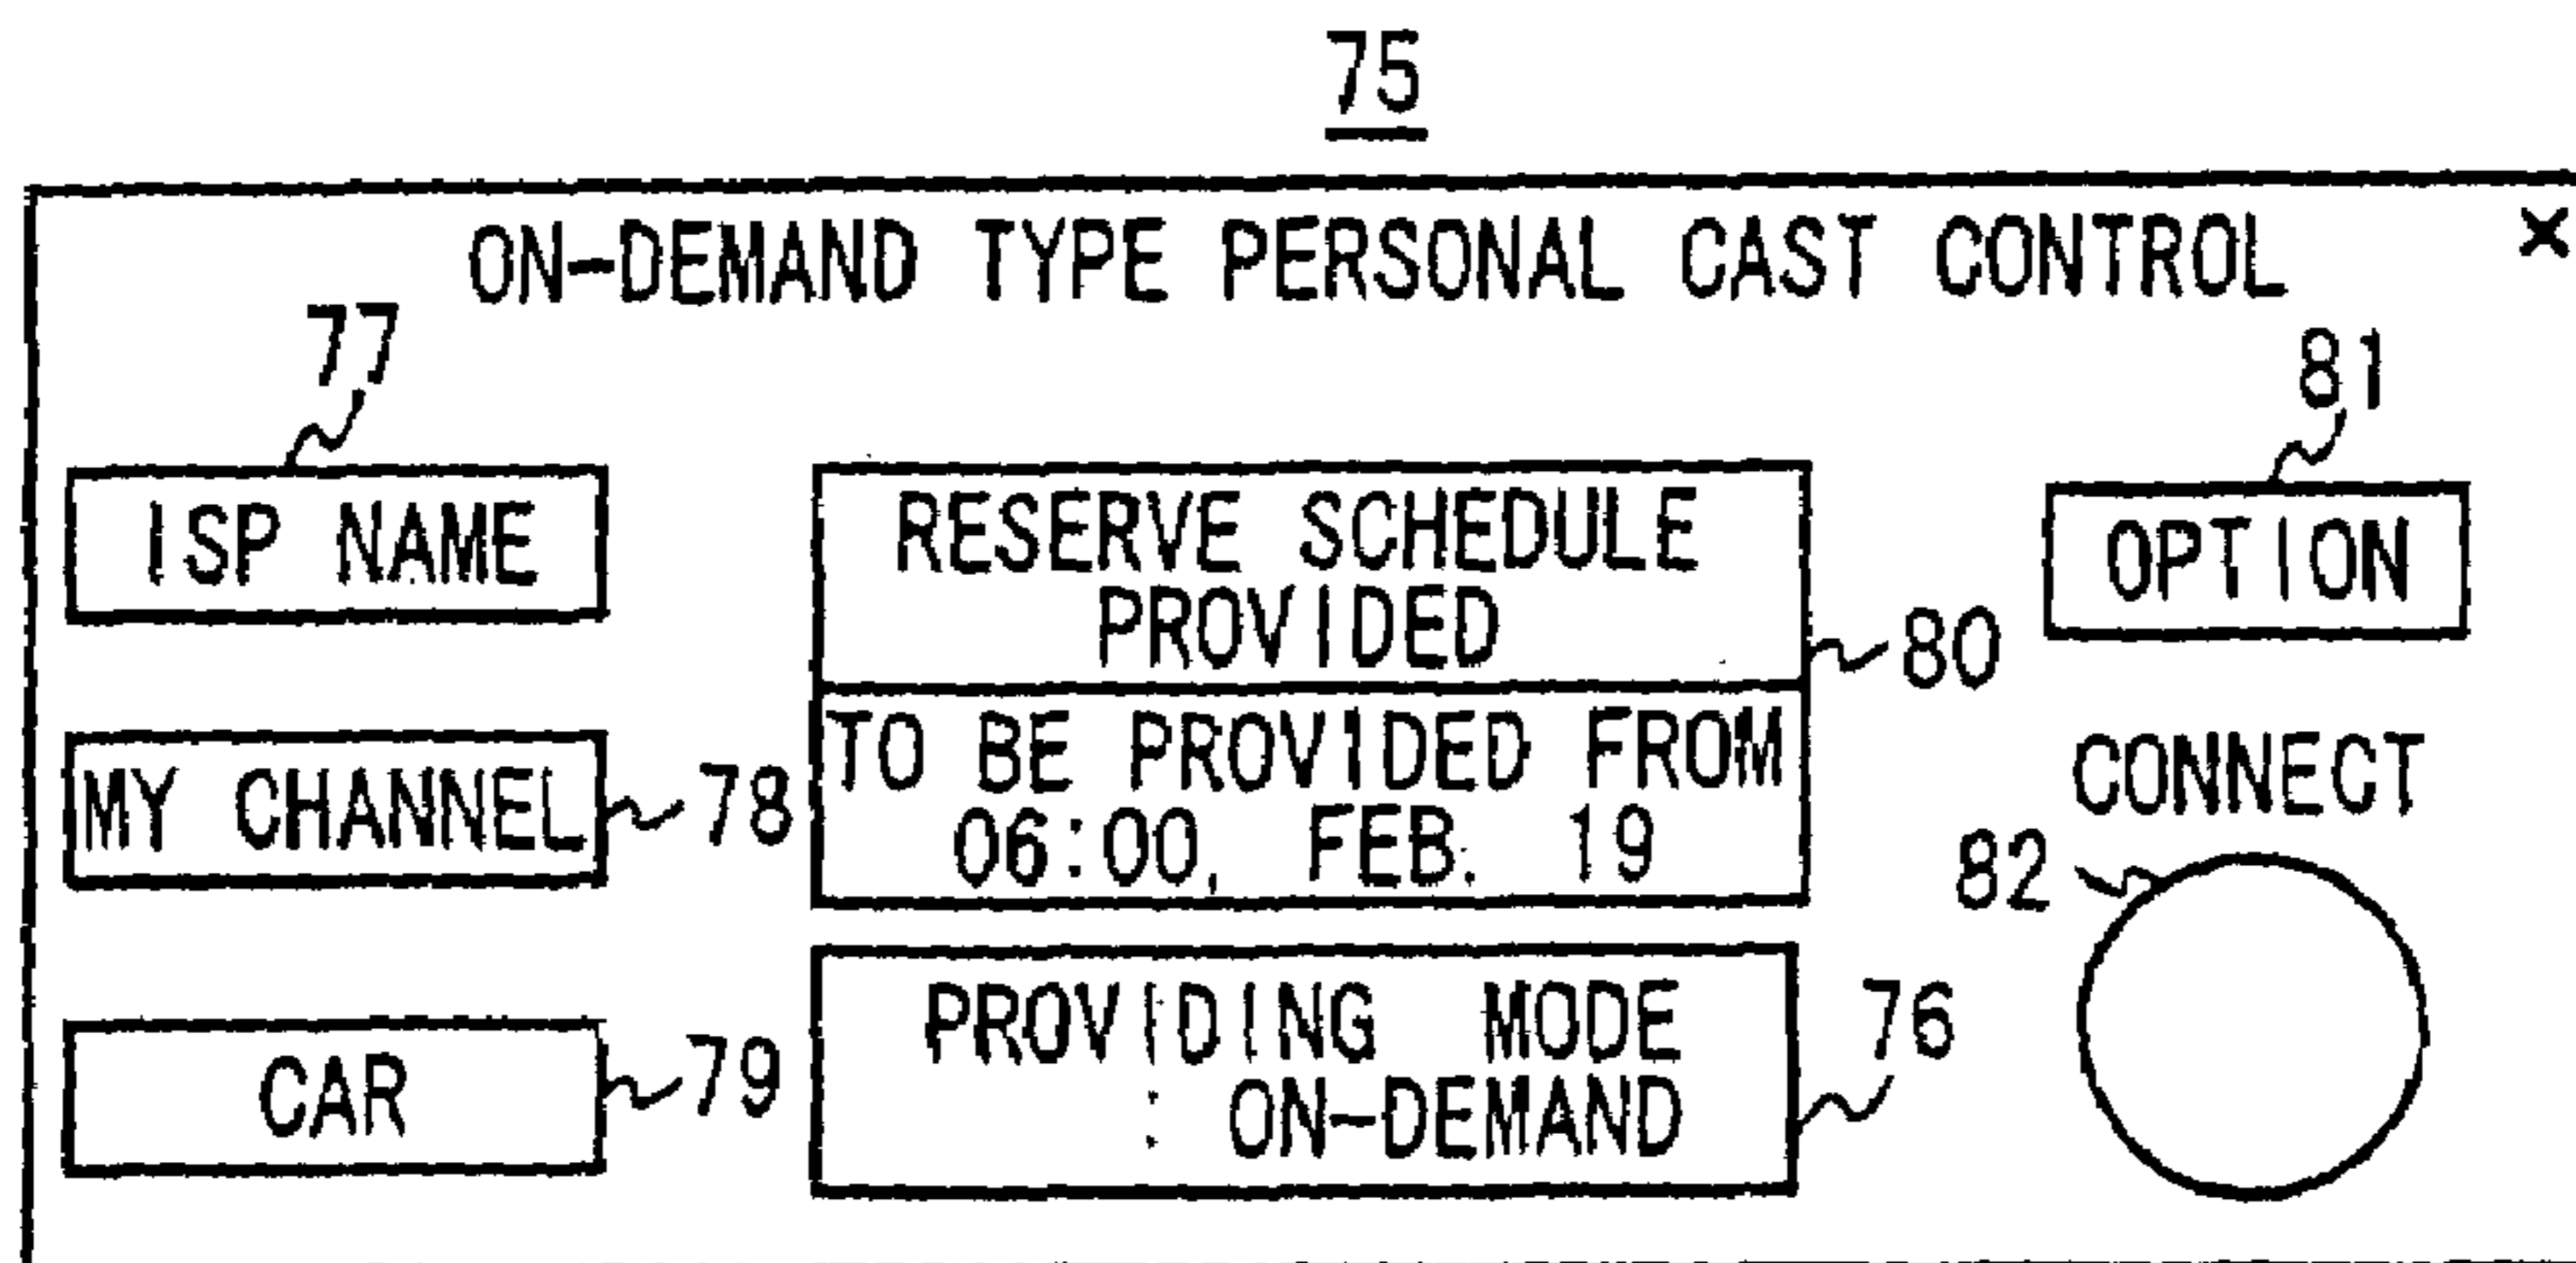 75
ON-DEMAND TYPE PERSONAL CAST CONTROL ×
77
81
ISP NAME
RESERVE SCHEDULE
PROVIDED
OPTION
80
MY CHANNEL
78
TO BE PROVIDED FROM
06:00, FEB. 19
CONNECT
82
CAR
79
PROVIDING MODE
: ON-DEMAND
76